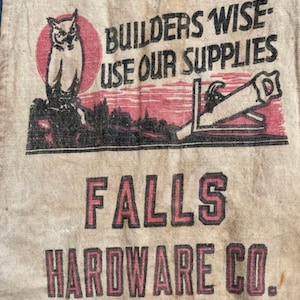 BUILDERS WISE-
USE OUR SUPPLIES
FALLS
HARDWARE CO.